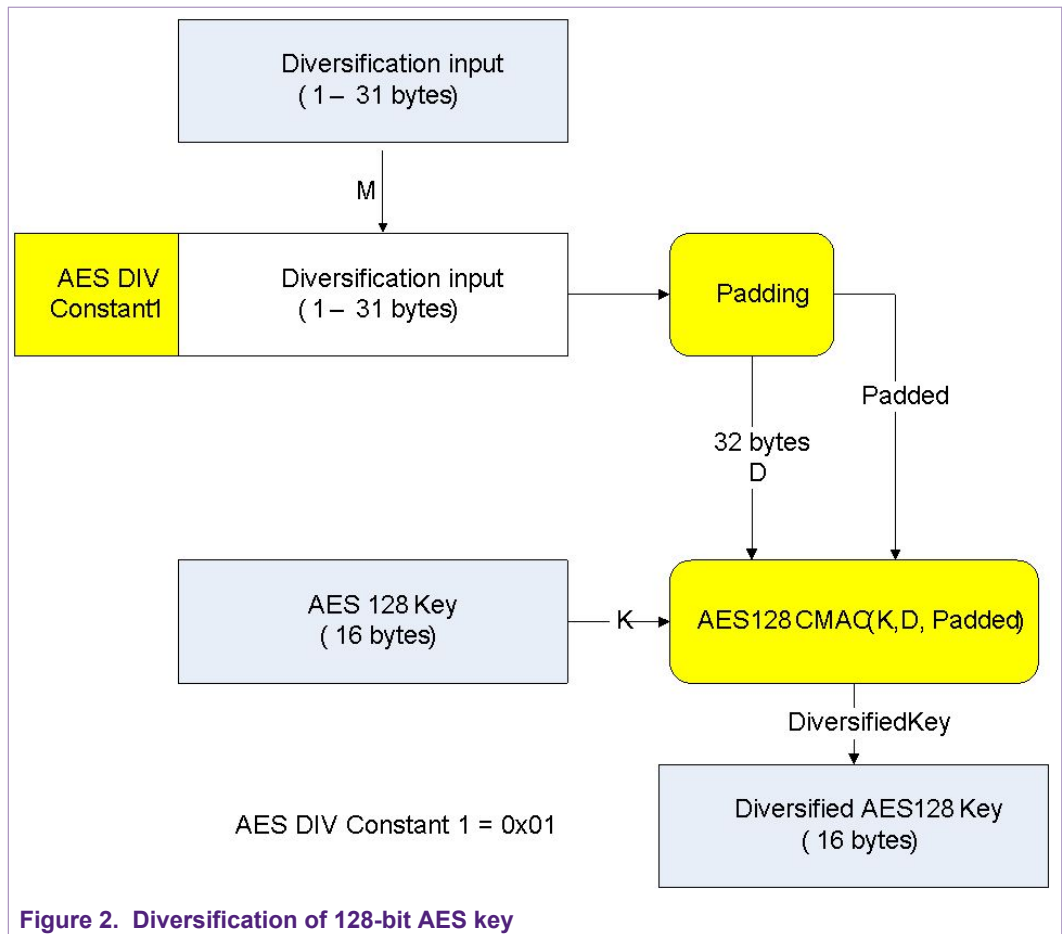 Diversification input
( 1 – 31 bytes)
M
AES DIV
Constant1
Diversification input
( 1 – 31 bytes)
Padding
Padded
32 bytes
D
AES 128 Key
( 16 bytes)
K
AES128 CMAC(K,D, Padded)
DiversifiedKey
AES DIV Constant 1 = 0x01
Diversified AES128 Key
( 16 bytes)
Figure 2. Diversification of 128-bit AES key